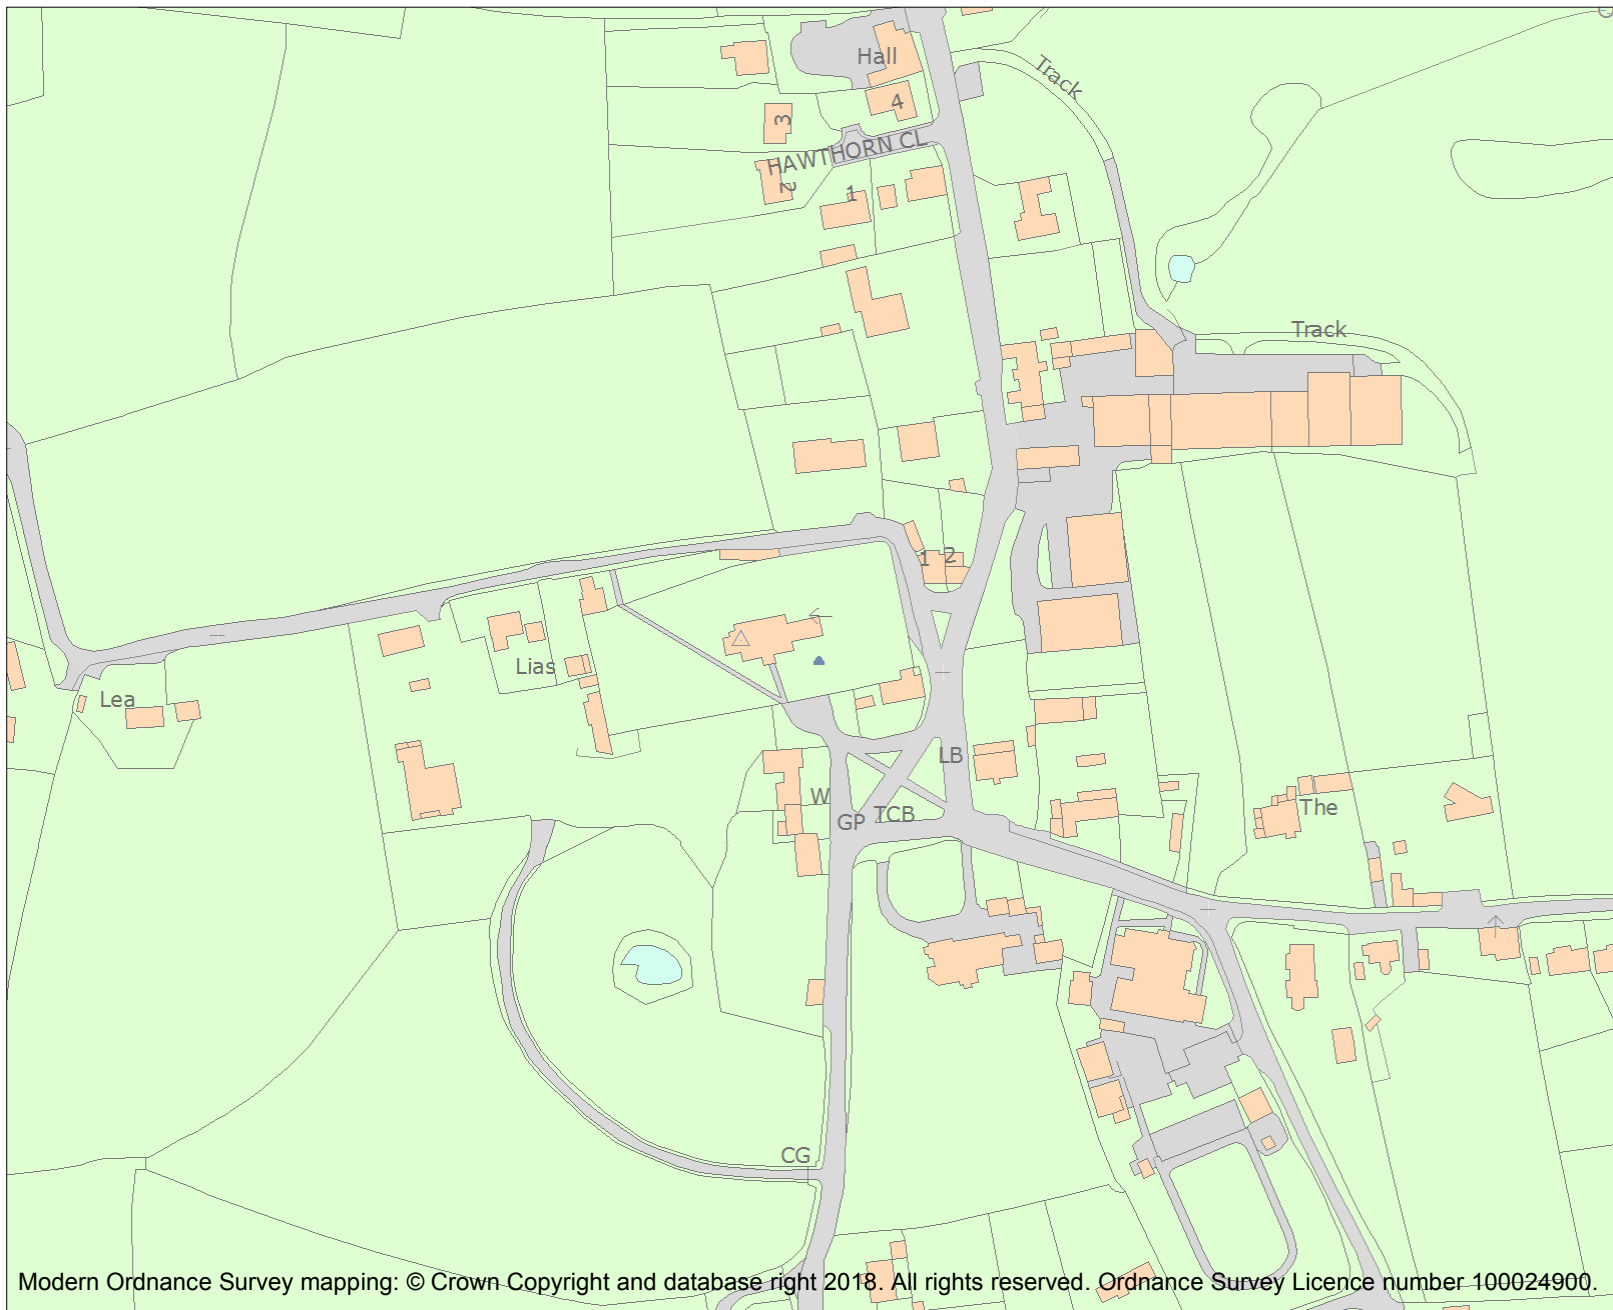 Hall
Track
4
3
HAWTHORN CL
2
1
Track
1
2
Lias
Lea
LB
W
TCB
GP
The
CG
Modern Ordnance Survey mapping: © Crown Copyright and database right 2018. All rights reserved. Ordnance Survey Licence number 100024900.